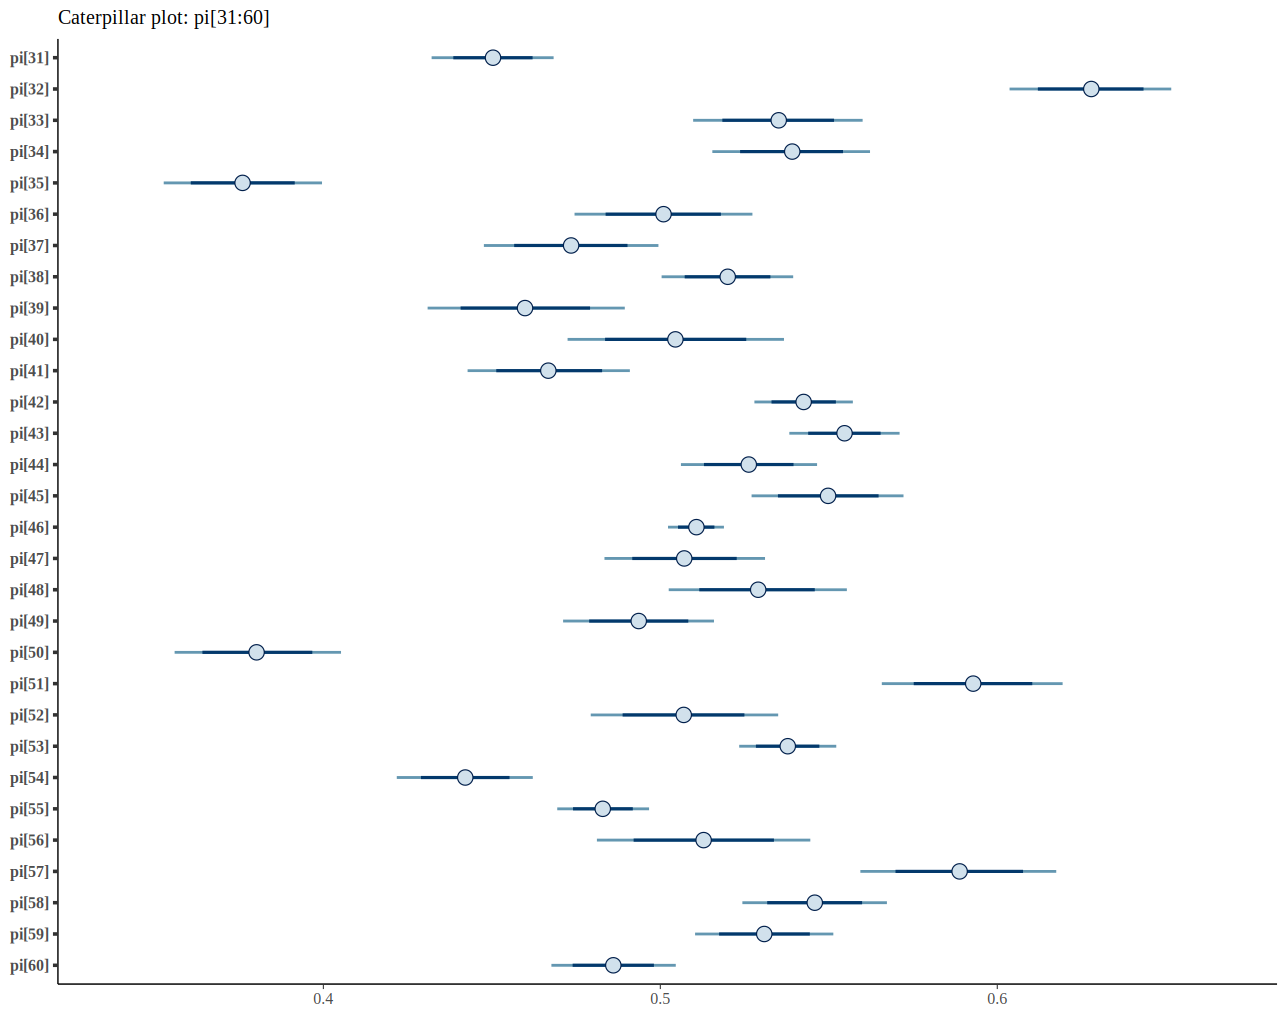 Caterpillar plot: pi[31:60]
pi[31]
pi[32]
pi[33]
pi[34]
pi[35]
pi[36]
pi[37]
pi[38]
pi[39]
pi[40]
pi[41]
pi[42]
pi[43]
pi[44]
pi[45]
pi[46]
pi[47]
pi[48]
pi[49]
pi[50]
pi[51]
pi[52]
pi[53]
pi[54]
pi[55]
pi[56]
pi[57]
pi[58]
pi[59]
pi[60]
0.4 0.5 0.6